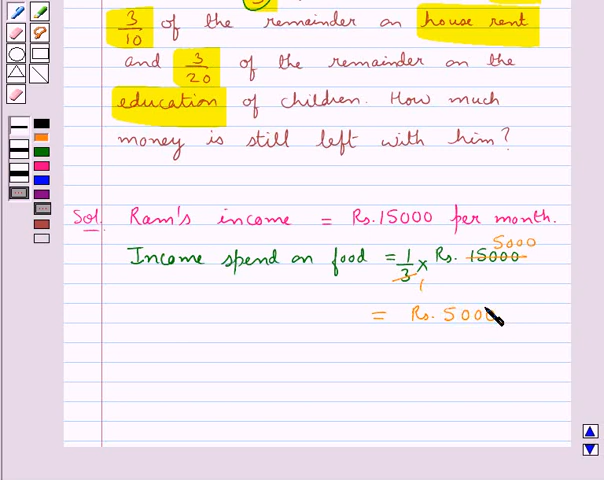 3
3/10 of the remainder on house rent
and 3/20 of the remainder on the
education of children. How much
money is still left with him?
Sol. Ram's income = Rs. 15000 per month.
5000
Income spend on food = 1/3 x Rs. 15000
1
= Rs. 5000